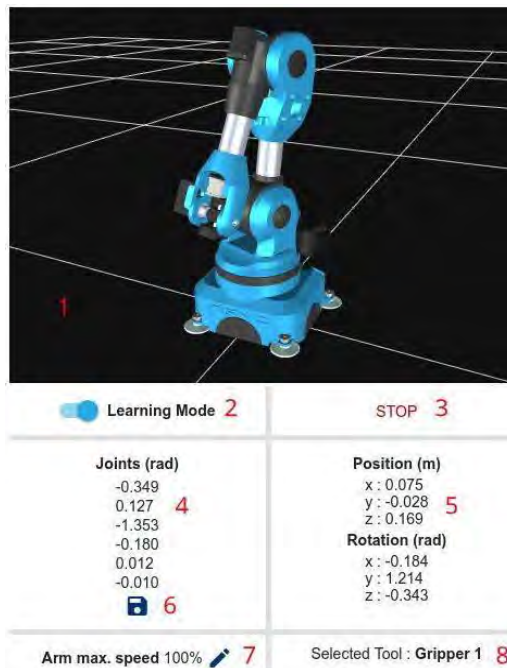 1
Learning Mode 2
STOP 3
Joints (rad)
-0.349
0.127 4
-1.353
-0.180
0.012
-0.010
6
Position (m)
x : 0.075
y : -0.028 5
z : 0.169
Rotation (rad)
x : -0.184
y : 1.214
z : -0.343
Arm max. speed 100% 7
Selected Tool : Gripper 1 8